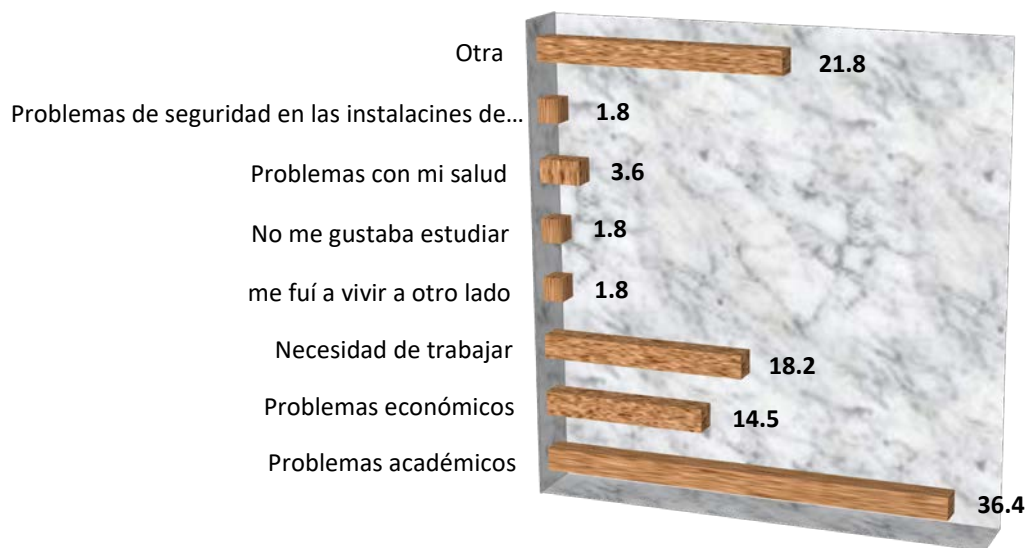 Otra
21.8
Problemas de seguridad en las instalacines de…
1.8
Problemas con mi salud
3.6
No me gustaba estudiar
1.8
me fuí a vivir a otro lado
1.8
Necesidad de trabajar
18.2
Problemas económicos
14.5
Problemas académicos
36.4